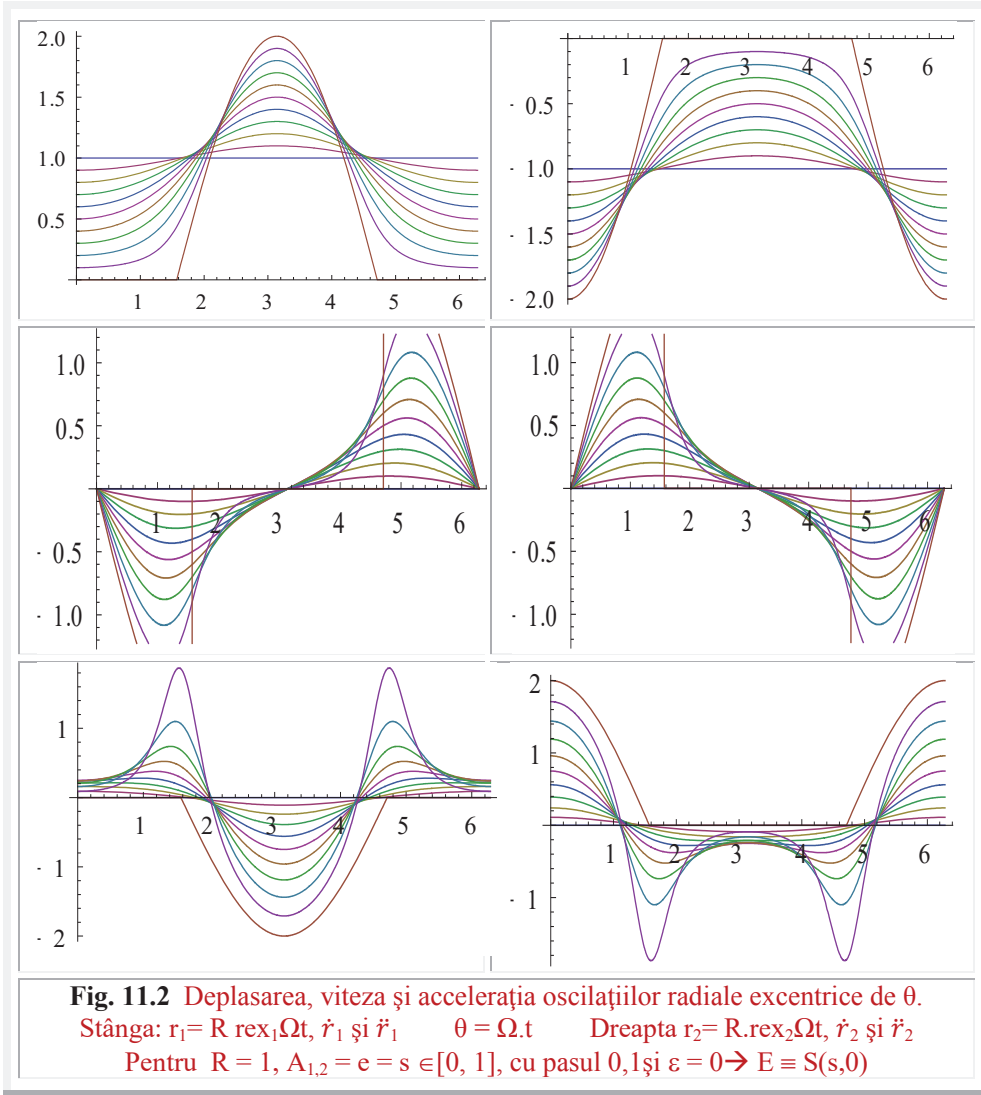 2.0
1.5
1.0
0.5
1 2 3 4 5 6
1 2 3 4 5 6
- 0.5
- 1.0
- 1.5
- 2.0
1.0
0.5
1 2 3 4 5 6
- 0.5
- 1.0
1.0
0.5
1 2 3 4 5 6
- 0.5
- 1.0
1
1 2 3 4 5 6
- 1
- 2
2
1
1 2 3 4 5 6
- 1
Fig. 11.2 Deplasarea, viteza şi acceleraţia oscilaţiilor radiale excentrice de θ.
Stânga: r₁= R rex₁Ωt, ṙ₁ şi r̈₁ θ = Ω.t Dreapta r₂= R.rex₂Ωt, ṙ₂ şi r̈₂
Pentru R = 1, A₁,₂ = e = s ∈[0, 1], cu pasul 0,1şi ε = 0→ E ≡ S(s,0)